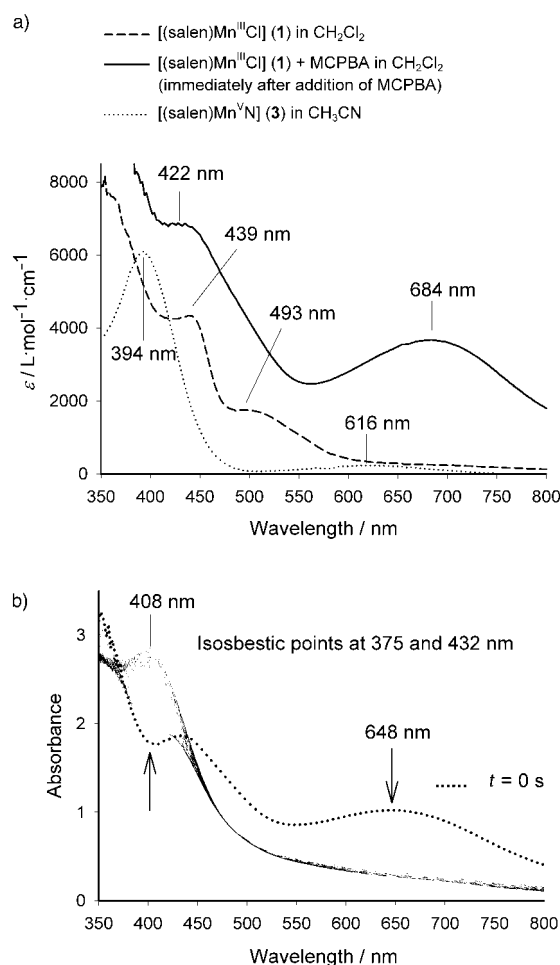 a)
[(salen)MnIIICl] (1) in CH2Cl2
[(salen)MnIIICl] (1) + MCPBA in CH2Cl2
(immediately after addition of MCPBA)
[(salen)MnVN] (3) in CH3CN
8000
6000
4000
2000
0
ε / L·mol−1·cm−1
422 nm
439 nm
493 nm
684 nm
394 nm
616 nm
350 400 450 500 550 600 650 700 750 800
Wavelength / nm
b)
408 nm
Isosbestic points at 375 and 432 nm
648 nm
t = 0 s
3
2
1
0
Absorbance
350 400 450 500 550 600 650 700 750 800
Wavelength / nm